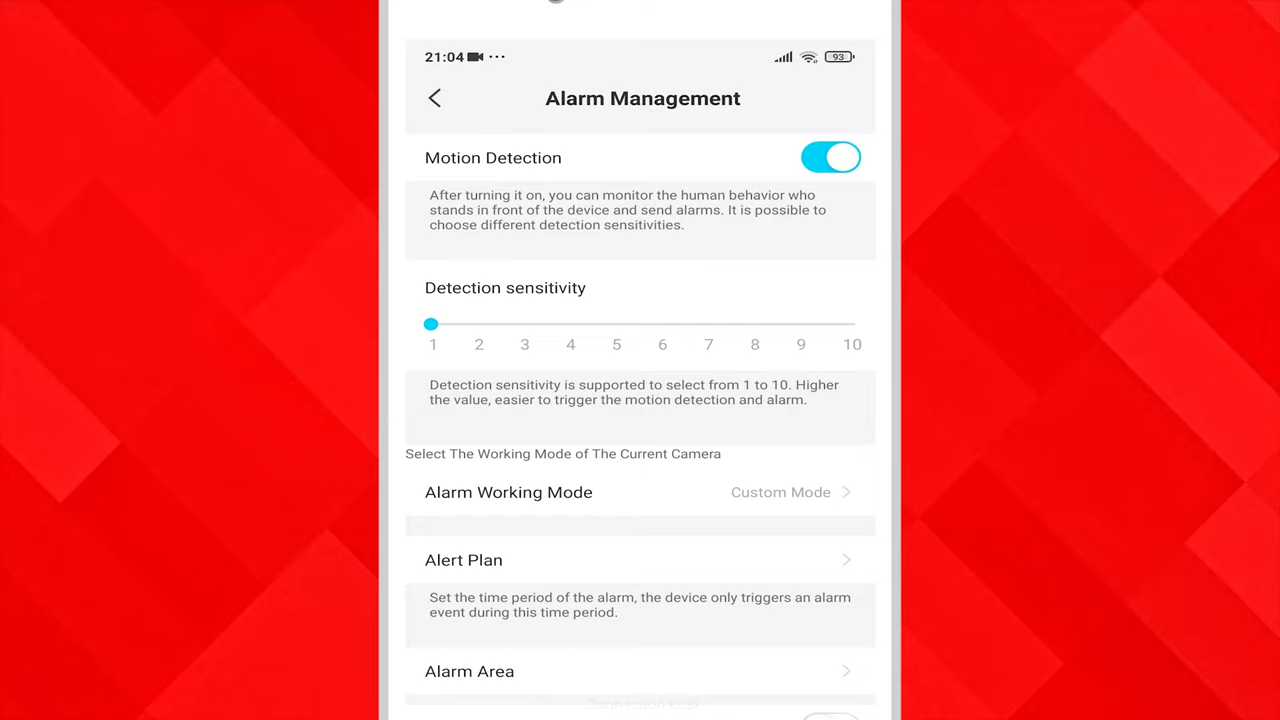 21:04 ...
93
Alarm Management
Motion Detection
After turning it on, you can monitor the human behavior who
stands in front of the device and send alarms. It is possible to
choose different detection sensitivities.
Detection sensitivity
1 2 3 4 5 6 7 8 9 10
Detection sensitivity is supported to select from 1 to 10. Higher
the value, easier to trigger the motion detection and alarm.
Select The Working Mode of The Current Camera
Alarm Working Mode Custom Mode
Alert Plan
Set the time period of the alarm, the device only triggers an alarm
event during this time period.
Alarm Area